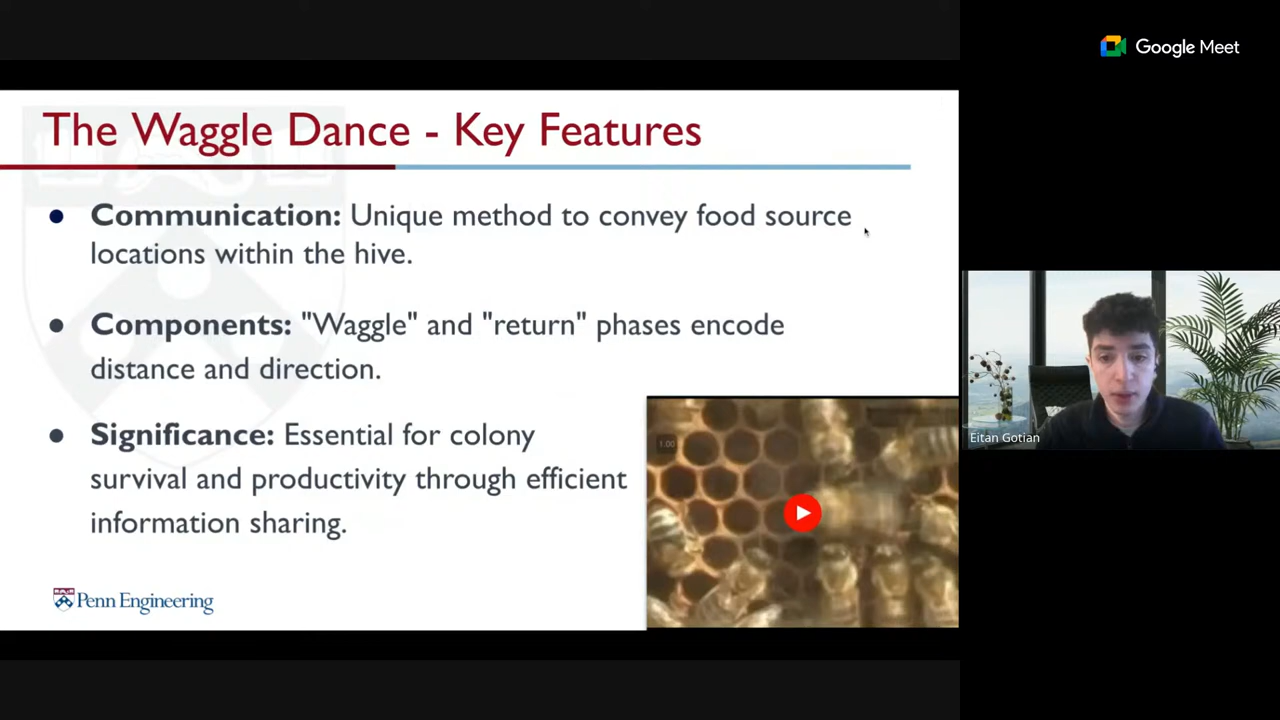 Google Meet
The Waggle Dance - Key Features
● Communication: Unique method to convey food source
locations within the hive.
● Components: "Waggle" and "return" phases encode
distance and direction.
● Significance: Essential for colony
survival and productivity through efficient
information sharing.
1.00
Eitan Gotian
Penn Engineering